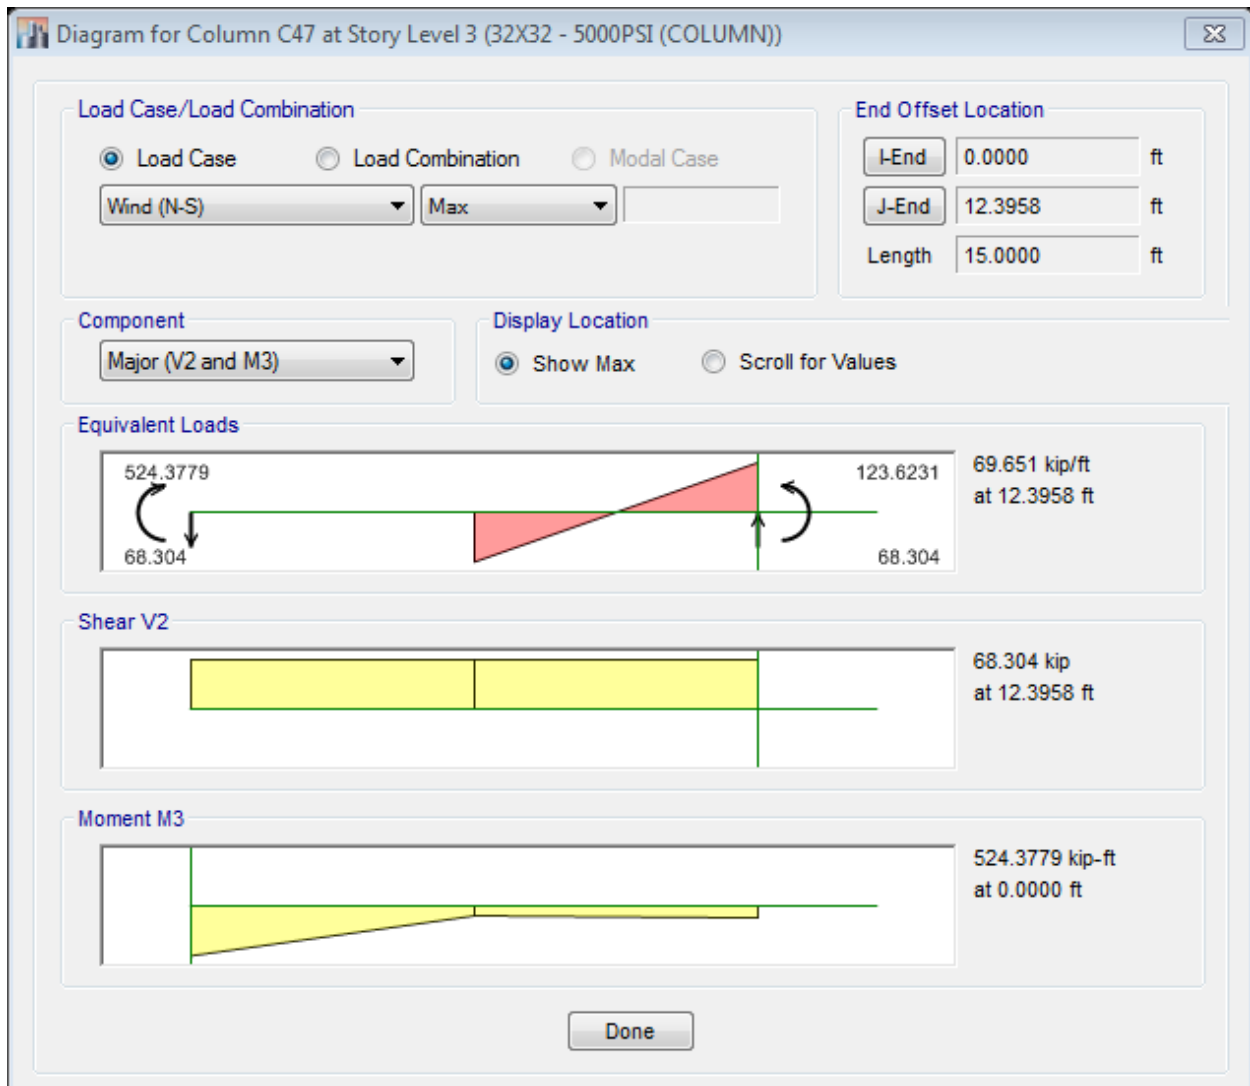 Diagram for Column C47 at Story Level 3 (32X32 - 5000PSI (COLUMN))
Load Case/Load Combination
Load Case Load Combination Modal Case
Wind (N-S) Max
End Offset Location
I-End 0.0000 ft
J-End 12.3958 ft
Length 15.0000 ft
Component
Major (V2 and M3)
Display Location
Show Max Scroll for Values
Equivalent Loads
524.3779 123.6231
68.304 68.304
69.651 kip/ft
at 12.3958 ft
Shear V2
68.304 kip
at 12.3958 ft
Moment M3
524.3779 kip-ft
at 0.0000 ft
Done